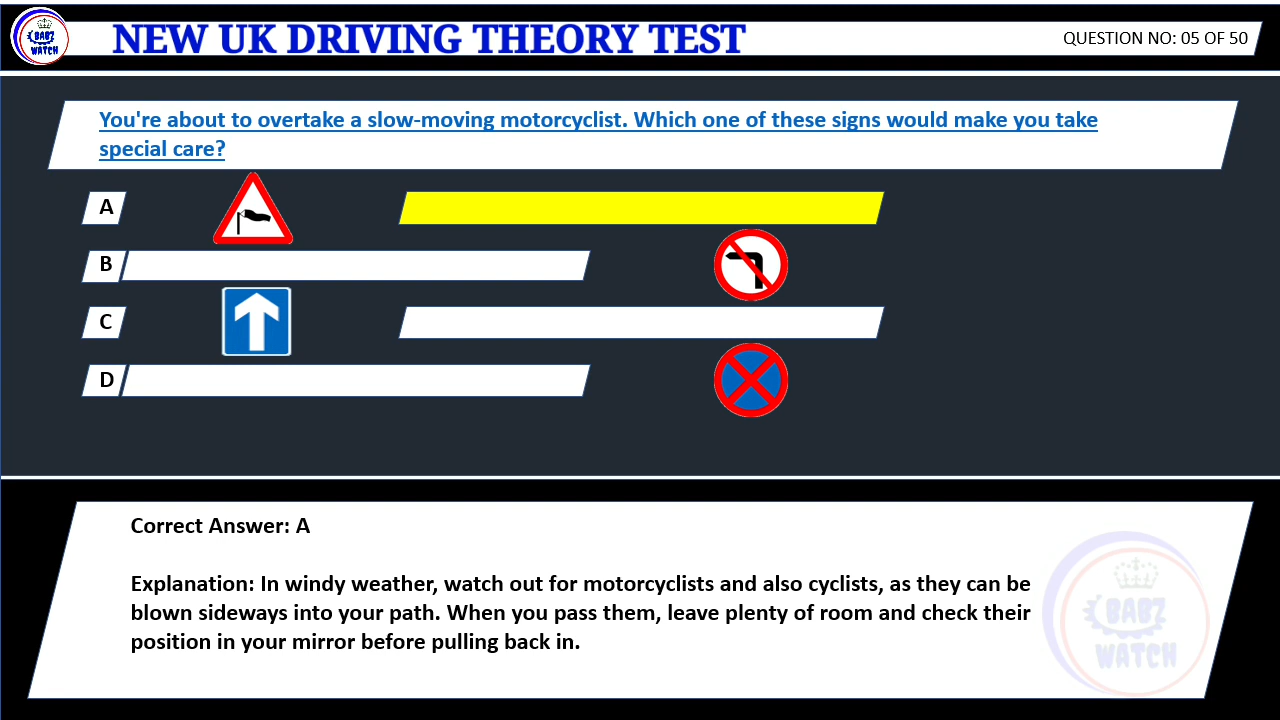 BABZ
WATCH
NEW UK DRIVING THEORY TEST
QUESTION NO: 05 OF 50
You're about to overtake a slow-moving motorcyclist. Which one of these signs would make you take
special care?
A
B
C
D
Correct Answer: A
Explanation: In windy weather, watch out for motorcyclists and also cyclists, as they can be
blown sideways into your path. When you pass them, leave plenty of room and check their
position in your mirror before pulling back in.
BABZ
WATCH